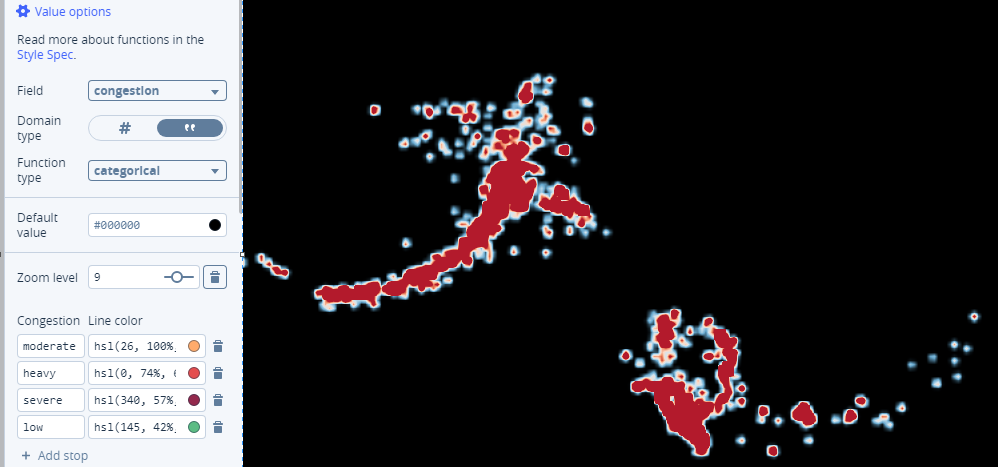 Value options
Read more about functions in the
Style Spec.
Field congestion
Domain
type # "
Function
type categorical
Default
value #000000
Zoom level 9
Congestion Line color
moderate hsl(26, 100%,
heavy hsl(0, 74%, 6
severe hsl(340, 57%,
low hsl(145, 42%,
+ Add stop